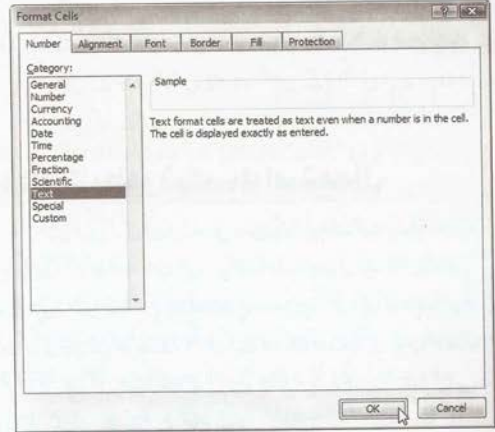 Format Cells
Number Alignment Font Border Fill Protection
Category:
General
Number
Currency
Accounting
Date
Time
Percentage
Fraction
Scientific
Text
Special
Custom
Sample
Text format cells are treated as text even when a number is in the cell.
The cell is displayed exactly as entered.
OK Cancel